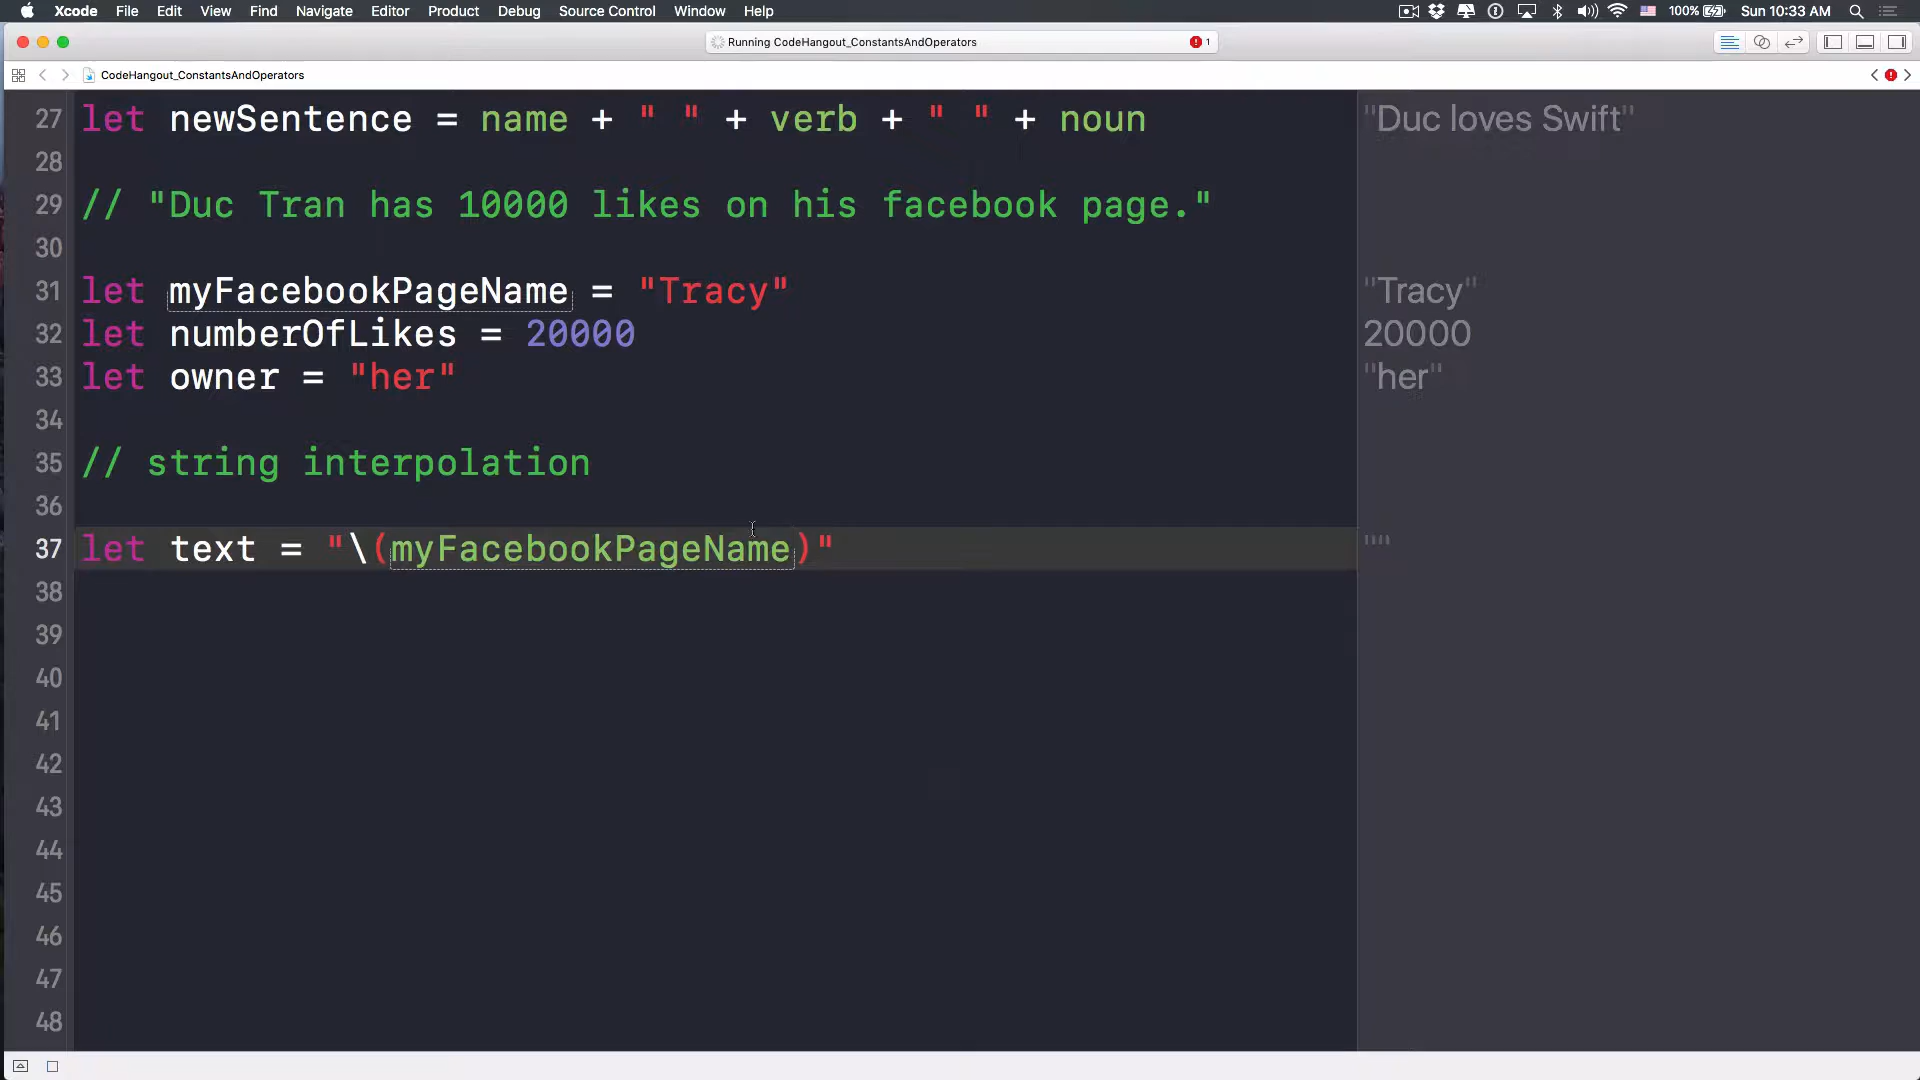 Xcode File Edit View Find Navigate Editor Product Debug Source Control Window Help 100% Sun 10:33 AM
Running CodeHangout_ConstantsAndOperators 1
CodeHangout_ConstantsAndOperators
27 let newSentence = name + " " + verb + " " + noun "Duc loves Swift"
28
29 // "Duc Tran has 10000 likes on his facebook page."
30
31 let myFacebookPageName = "Tracy" "Tracy"
32 let numberOfLikes = 20000 20000
33 let owner = "her" "her"
34
35 // string interpolation
36
37 let text = "\(myFacebookPageName)" ""
38
39
40
41
42
43
44
45
46
47
48